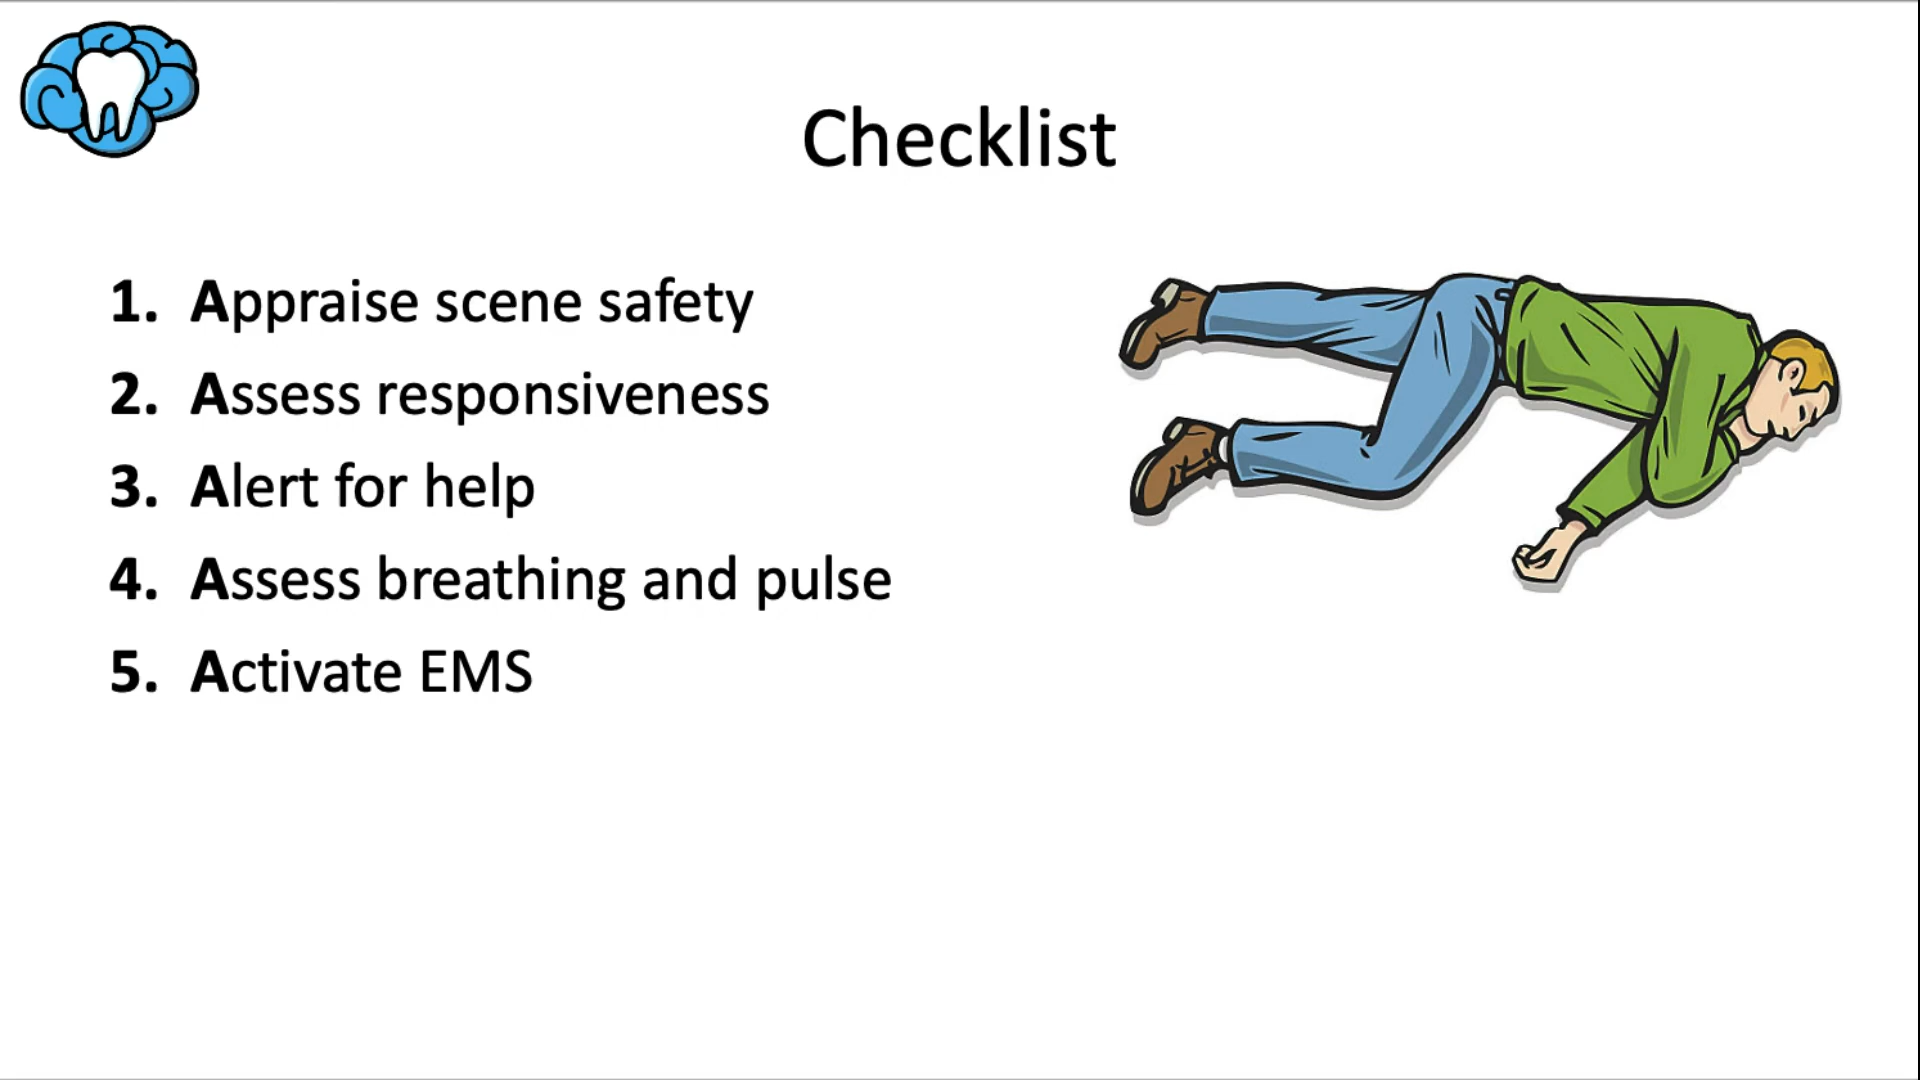 Checklist
1. Appraise scene safety
2. Assess responsiveness
3. Alert for help
4. Assess breathing and pulse
5. Activate EMS